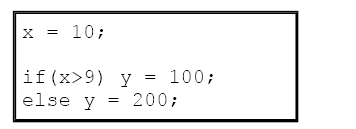 x = 10;
if(x>9) y = 100;
else y = 200;